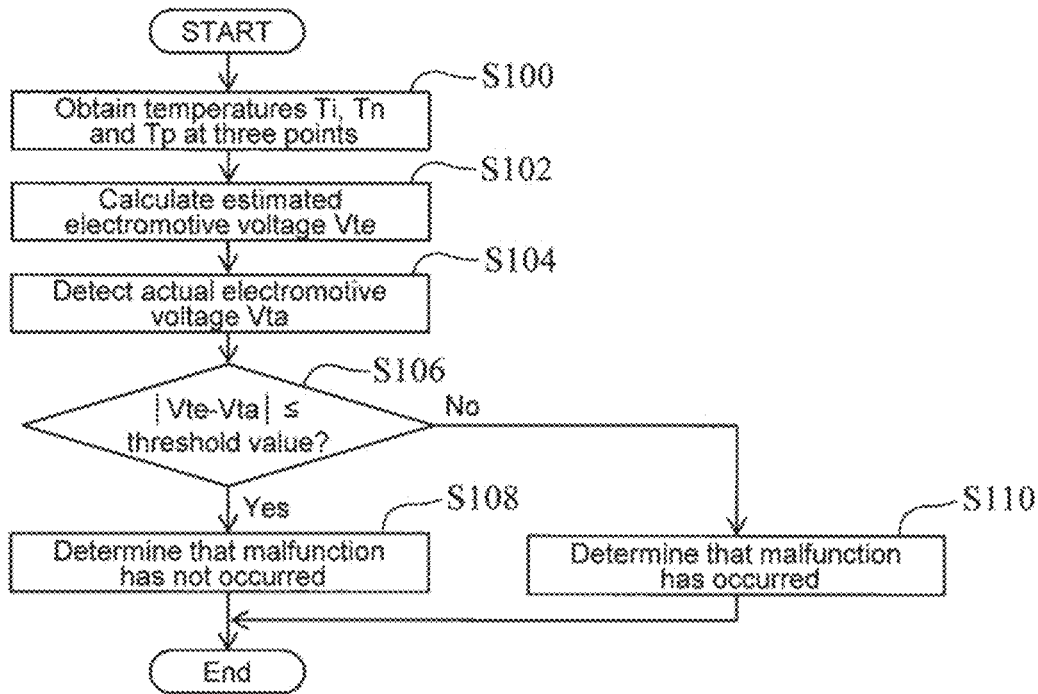 START
S100
Obtain temperatures Ti, Tn
and Tp at three points
S102
Calculate estimated
electromotive voltage Vte
S104
Detect actual electromotive
voltage Vta
S106
|Vte-Vta| ≤
threshold value?
No
Yes
S108
Determine that malfunction
has not occurred
S110
Determine that malfunction
has occurred
End